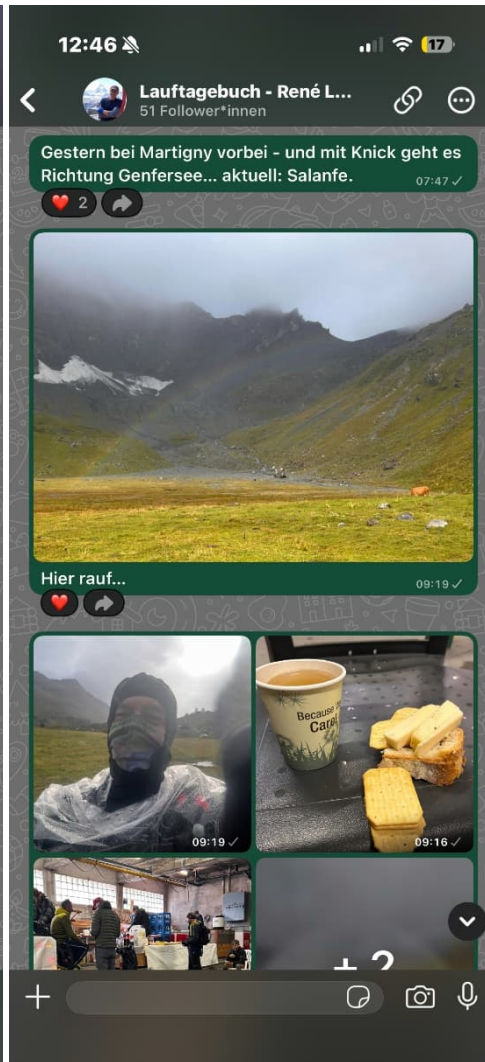 12:46
17
Lauftagebuch - René L...
51 Follower*innen
Gestern bei Martigny vorbei - und mit Knick geht es
Richtung Genfersee... aktuell: Salanfe.
07:47
2
Hier rauf...
09:19
Because
Care
09:19
09:16
+ 2